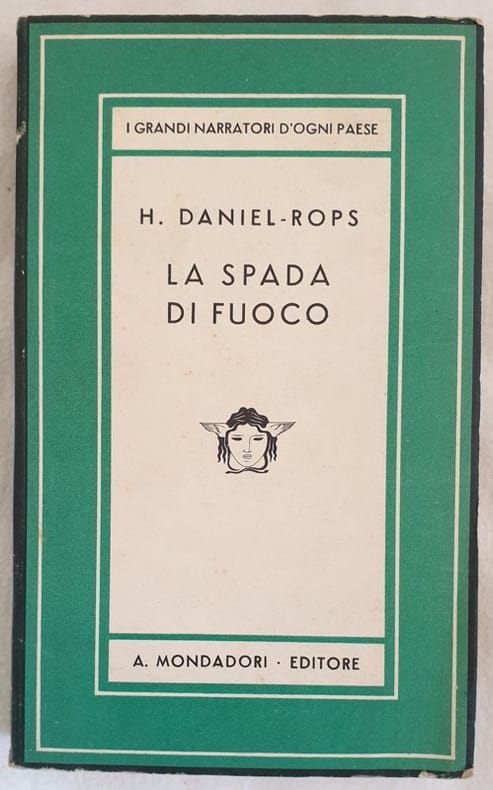 I GRANDI NARRATORI D'OGNI PAESE
H. DANIEL-ROPS
LA SPADA
DI FUOCO
A. MONDADORI · EDITORE